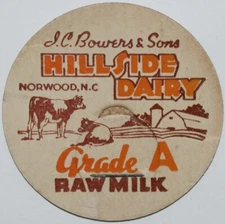 J.C. Bowers & Sons
HILLSIDE
NORWOOD, N.C
DAIRY
Grade A
RAW MILK